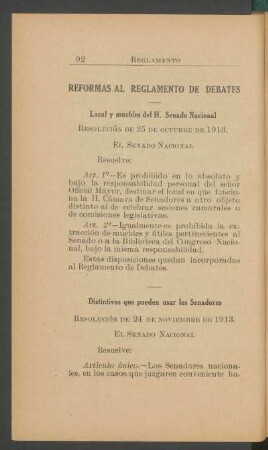 92 REGLAMENTO
REFORMAS AL REGLAMENTO DE DEBATES
Local y muebles del H. Senado Nacional
RESOLUCIÓN DE 25 DE OCTUBRE DE 1913.
EL SENADO NACIONAL
Resuelve:
Art. 1º—Es prohibido en lo absoluto y
bajo la responsabilidad personal del señor
Oficial Mayor, destinar el local en que funcio-
na la H. Cámara de Senadores a otro objeto
distinto al de celebrar sesiones camarales o
de comisiones legislativas.
Art. 2º—Igualmente es prohibida la ex-
tracción de muebles y útiles pertenecientes al
Senado o a la Biblioteca del Congreso Nacio-
nal, bajo la misma responsabilidad.
Estas disposiciones quedan incorporadas
al Reglamento de Debates.
Distintivos que pueden usar los Senadores
RESOLUCIÓN DE 24 DE NOVIEMBRE DE 1913.
EL SENADO NACIONAL
Resuelve:
Artículo único.—Los Senadores naciona-
les, en los casos que juzgaren conveniente ha-